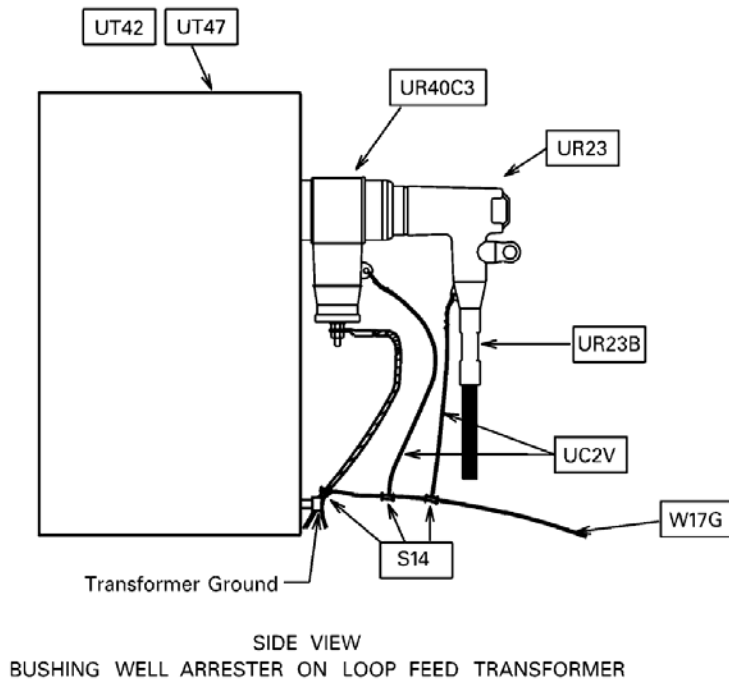 UT42 UT47
UR40C3
UR23
UR23B
UC2V
W17G
S14
Transformer Ground
SIDE VIEW
BUSHING WELL ARRESTER ON LOOP FEED TRANSFORMER